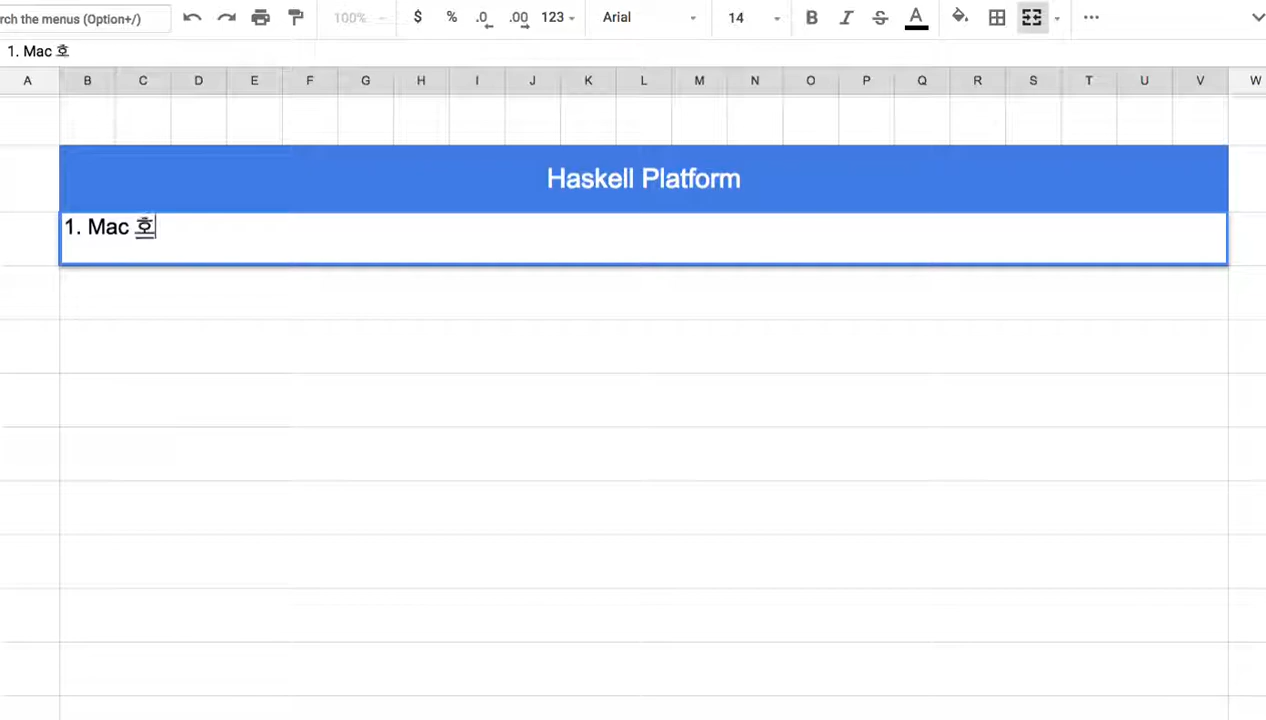 rch the menus (Option+/) 100% $ % .0 .00 123 Arial 14 B I S A
1. Mac 호
A B C D E F G H I J K L M N O P Q R S T U V W
Haskell Platform
1. Mac 호